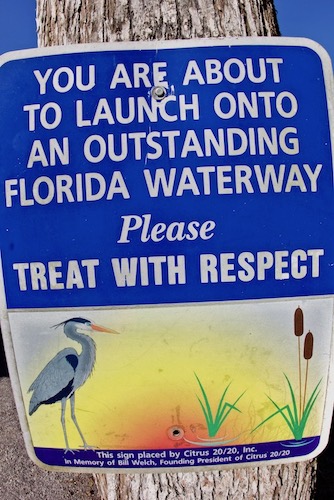 YOU ARE ABOUT
TO LAUNCH ONTO
AN OUTSTANDING
FLORIDA WATERWAY
Please
TREAT WITH RESPECT
This sign placed by Citrus 20/20, Inc.
In Memory of Bill Welch, Founding President of Citrus 20/20